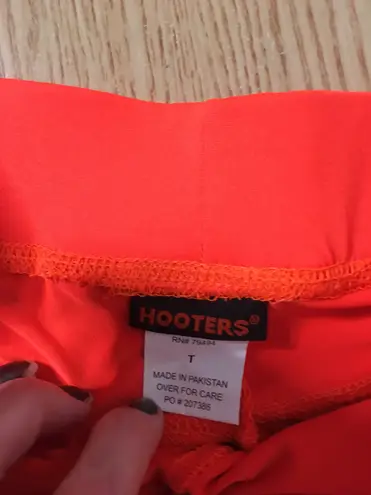 HOOTERS®
RN# 79494
T
MADE IN PAKISTAN
OVER FOR CARE
PO # 207386